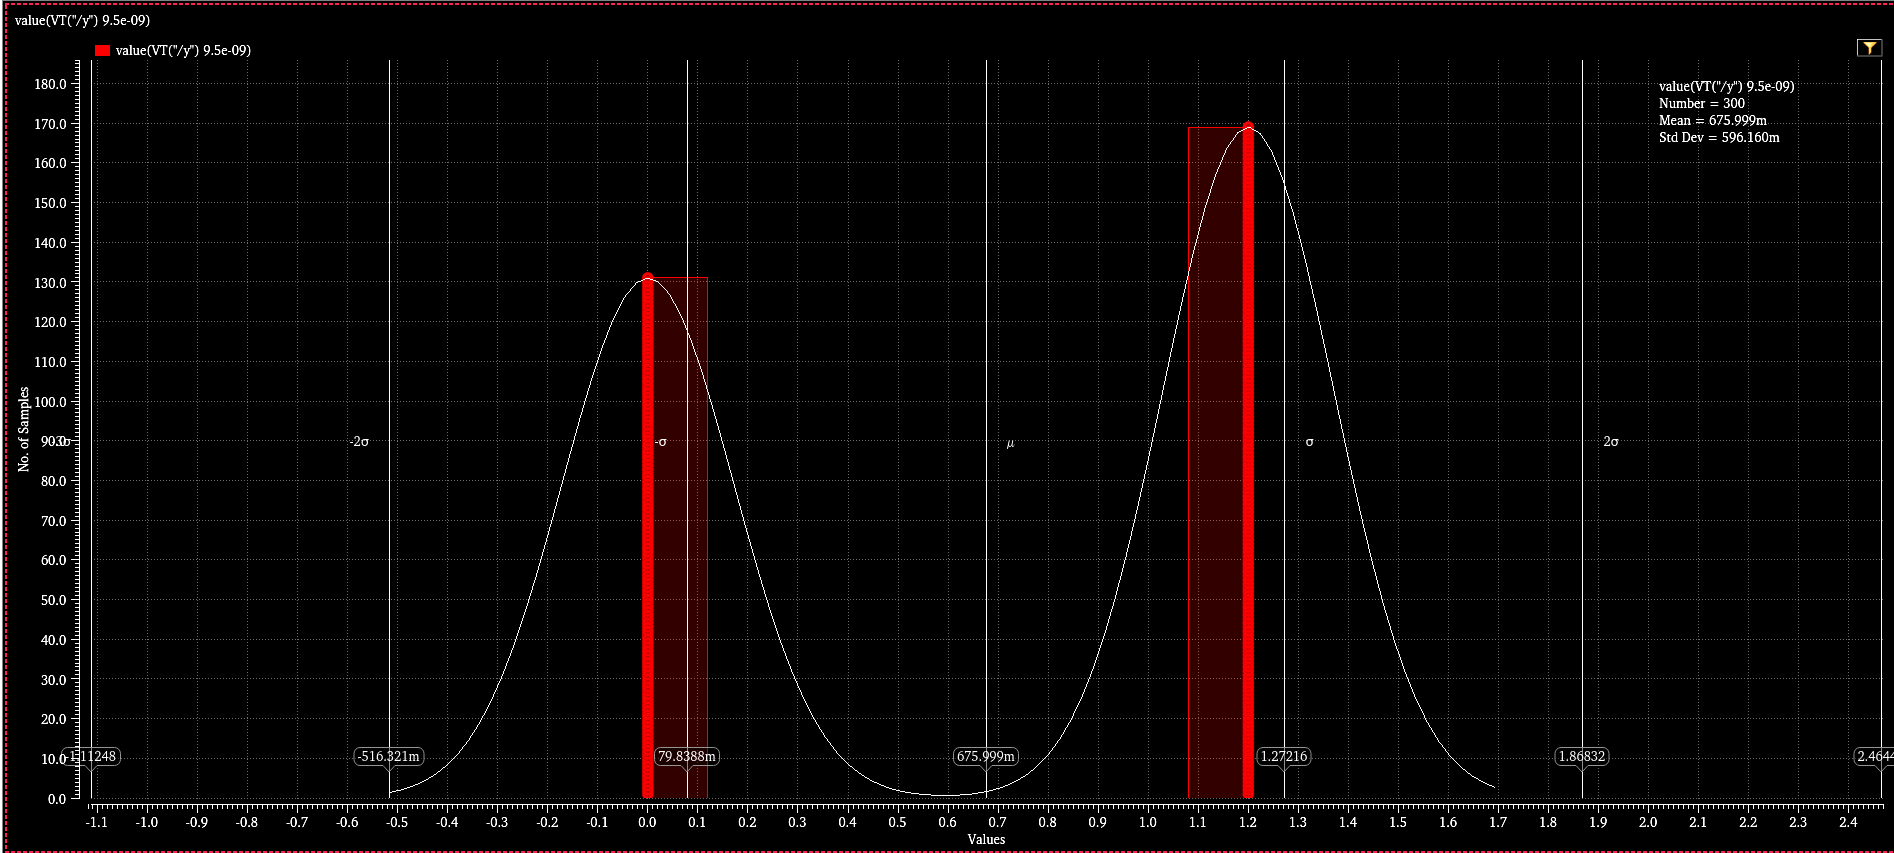 value(VT("/y") 9.5e-09)
value(VT("/y") 9.5e-09)
value(VT("/y") 9.5e-09)
Number = 300
Mean = 675.999m
Std Dev = 596.160m
No. of Samples
180.0
170.0
160.0
150.0
140.0
130.0
120.0
110.0
100.0
90.0
80.0
70.0
60.0
50.0
40.0
30.0
20.0
10.0
0.0
-2σ
-σ
μ
σ
2σ
-1.11248
-516.321m
79.8388m
675.999m
1.27216
1.86832
2.4644
-1.1 -1.0 -0.9 -0.8 -0.7 -0.6 -0.5 -0.4 -0.3 -0.2 -0.1 0.0 0.1 0.2 0.3 0.4 0.5 0.6 0.7 0.8 0.9 1.0 1.1 1.2 1.3 1.4 1.5 1.6 1.7 1.8 1.9 2.0 2.1 2.2 2.3 2.4
Values